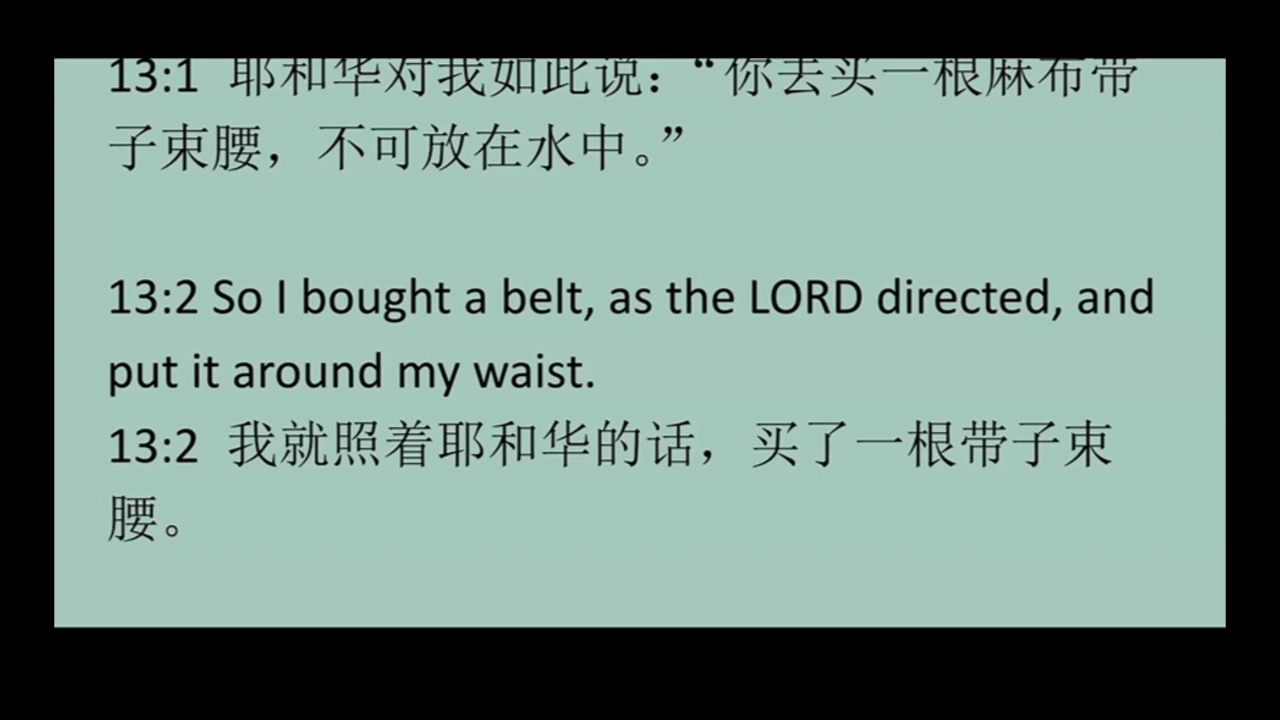 13:1 耶和华对我如此说：“你去买一根麻布带
子束腰，不可放在水中。”
13:2 So I bought a belt, as the LORD directed, and
put it around my waist.
13:2 我就照着耶和华的话，买了一根带子束
腰。